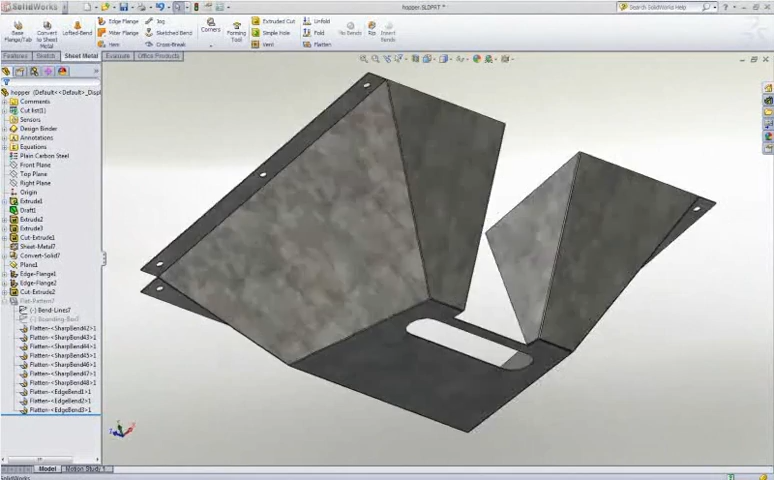 SolidWorks
hopper-SLDPRT *
Search SolidWorks Help
Base Flange/Tab
Convert to Sheet Metal
Lofted-Bend
Edge Flange
Miter Flange
Hem
Jog
Sketched Bend
Cross-Break
Corners
Forming Tool
Extruded Cut
Simple Hole
Vent
Unfold
Fold
Flatten
No Bends
Rip
Insert Bends
Features
Sketch
Sheet Metal
Evaluate
Office Products
hopper (Default<<Default>_Displ
Comments
Cut list(1)
Sensors
Design Binder
Annotations
Equations
Plain Carbon Steel
Front Plane
Top Plane
Right Plane
Origin
Extrude1
Draft1
Extrude2
Extrude3
Cut-Extrude1
Sheet-Metal7
Convert-Solid7
Plane1
Edge-Flange1
Edge-Flange2
Cut-Extrude2
Flat-Pattern7
(-) Bend-Lines7
(-) Bounding-Box7
Flatten-<SharpBend42>1
Flatten-<SharpBend43>1
Flatten-<SharpBend44>1
Flatten-<SharpBend45>1
Flatten-<SharpBend46>1
Flatten-<SharpBend47>1
Flatten-<SharpBend48>1
Flatten-<EdgeBend1>1
Flatten-<EdgeBend2>1
Flatten-<EdgeBend3>1
Model
Motion Study 1
SolidWorks